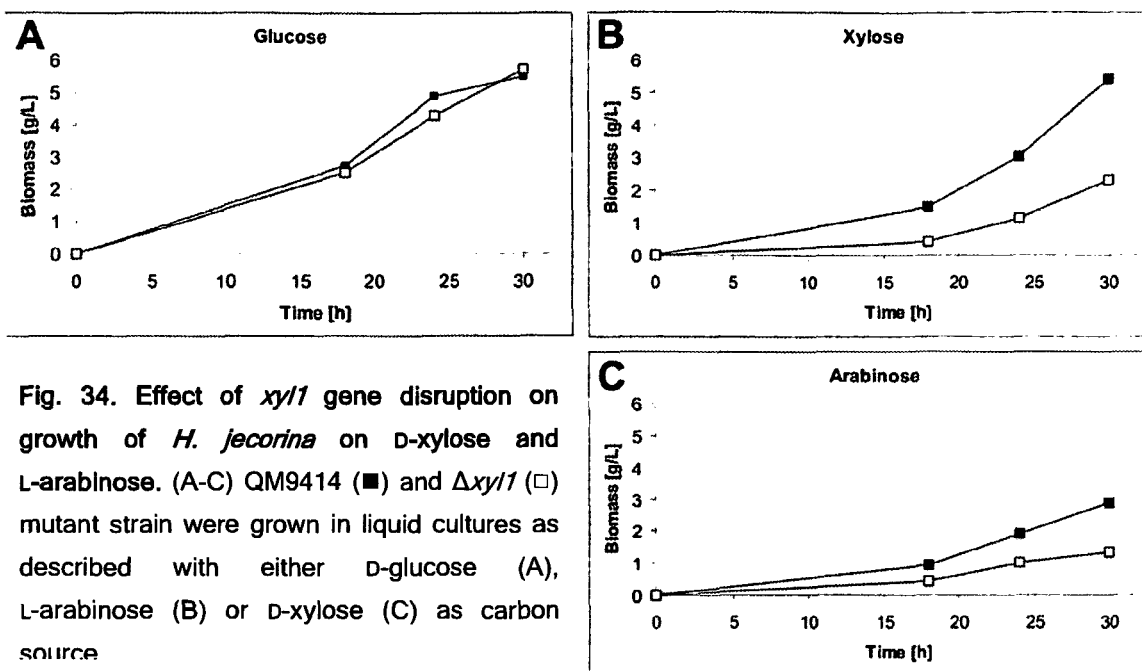 A
Glucose
Biomass [g/L]
6
5
4
3
2
1
0
0 5 10 15 20 25 30
Time [h]
B
Xylose
Biomass [g/L]
6
5
4
3
2
1
0
0 5 10 15 20 25 30
Time [h]
Fig. 34. Effect of xyl1 gene disruption on
growth of H. jecorina on D-xylose and
L-arabinose. (A-C) QM9414 (■) and Δxyl1 (□)
mutant strain were grown in liquid cultures as
described with either D-glucose (A),
L-arabinose (B) or D-xylose (C) as carbon
source
C
Arabinose
Biomass [g/L]
6
5
4
3
2
1
0
0 5 10 15 20 25 30
Time [h]